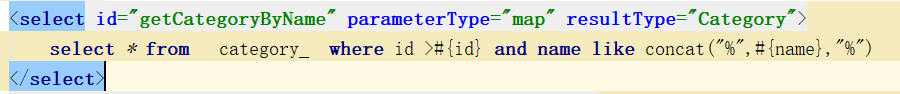 <select id="getCategoryByName" parameterType="map" resultType="Category">
select * from category_ where id >#{id} and name like concat("%",#{name},"%")
</select>